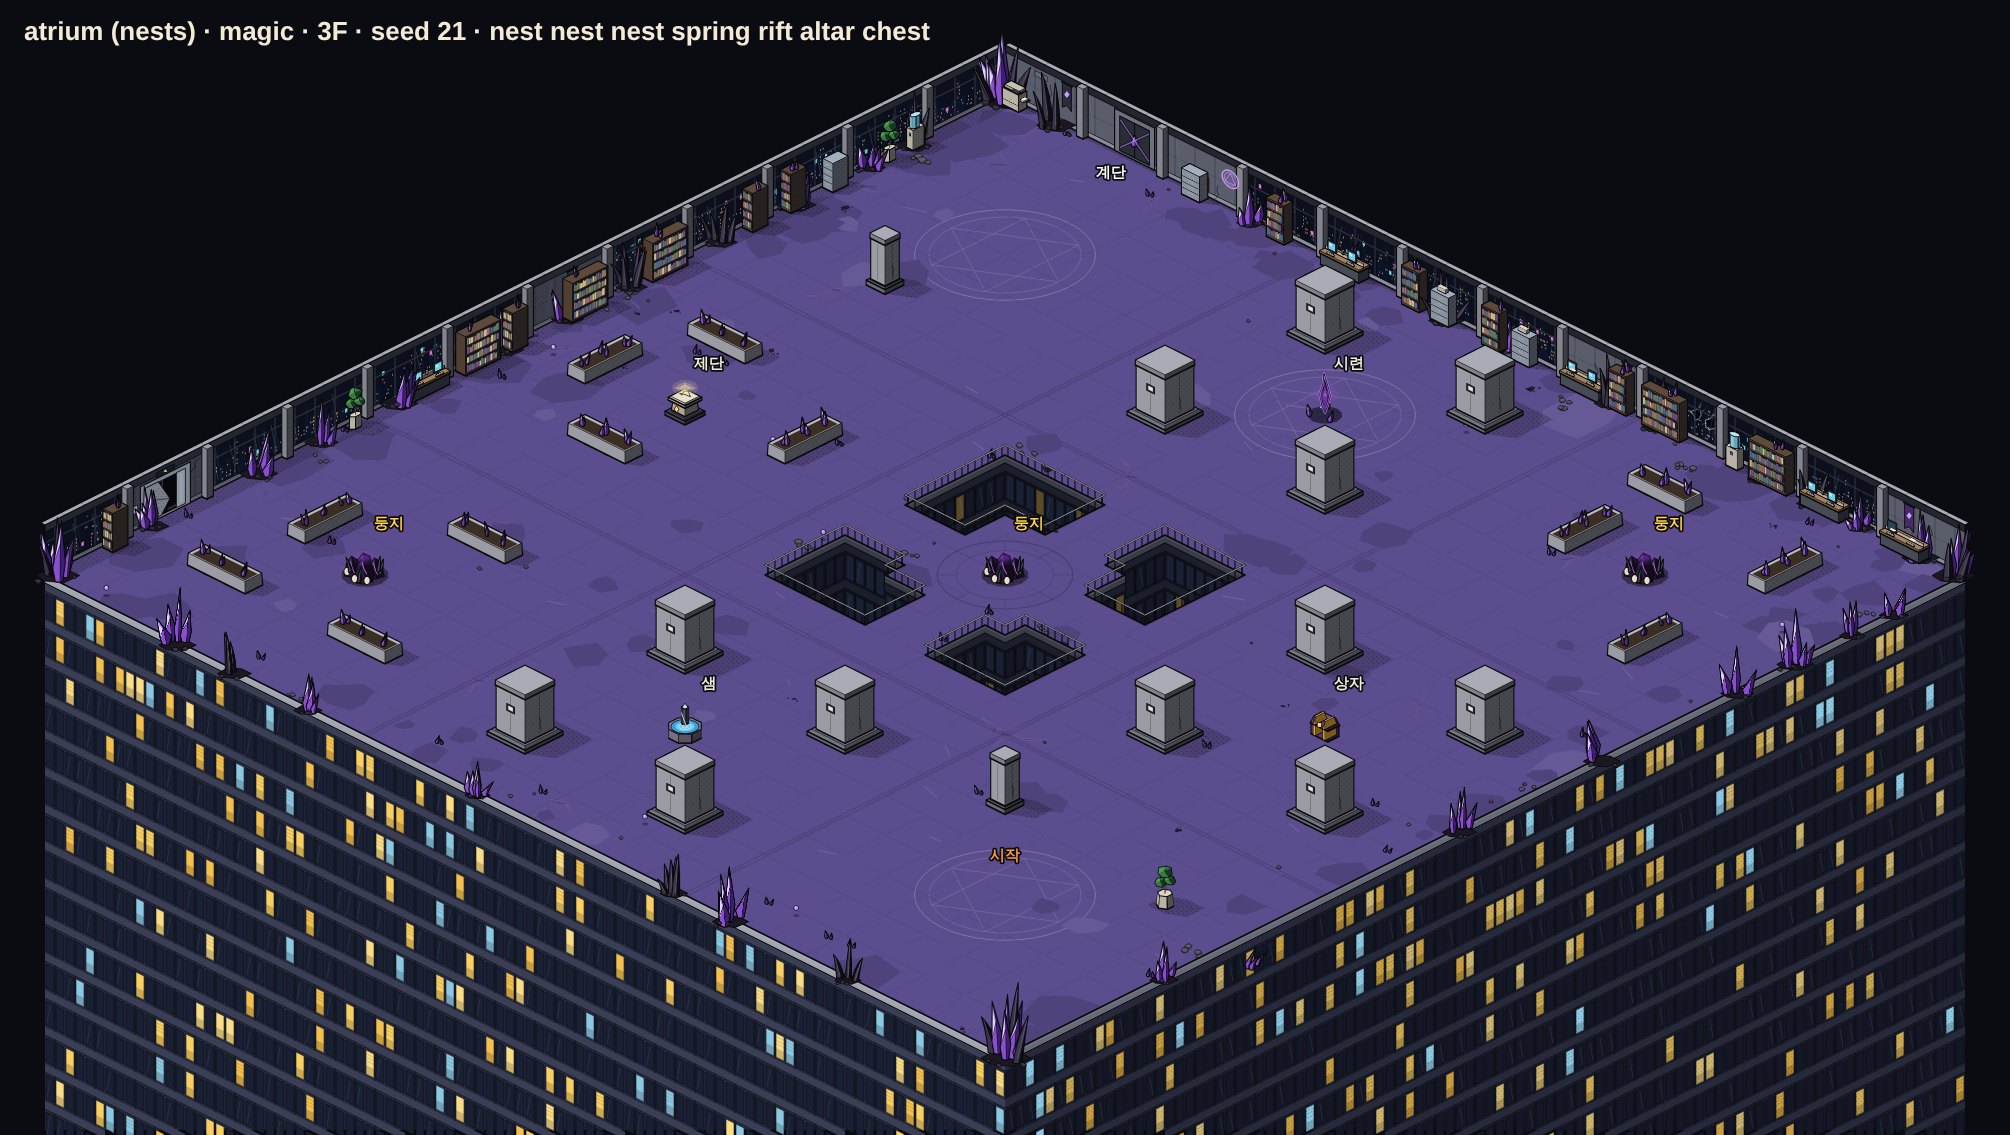 atrium (nests) · magic · 3F · seed 21 · nest nest nest spring rift altar chest
계단
제단
시련
둥지
둥지
둥지
샘
상자
시작